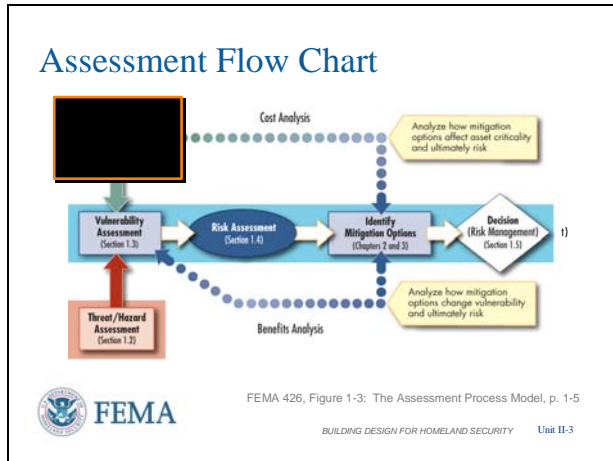 Assessment Flow Chart
Cost Analysis
Analyze how mitigation
options affect asset criticality
and ultimately risk
Vulnerability
Assessment
(Section 1.3)
Risk Assessment
(Section 1.4)
Identify
Mitigation Options
(Chapters 2 and 3)
Decision
(Risk Management)
(Section 1.5)
t)
Threat/Hazard
Assessment
(Section 1.2)
Benefits Analysis
Analyze how mitigation
options change vulnerability
and ultimately risk
FEMA
FEMA 426, Figure 1-3: The Assessment Process Model, p. 1-5
BUILDING DESIGN FOR HOMELAND SECURITY Unit II-3